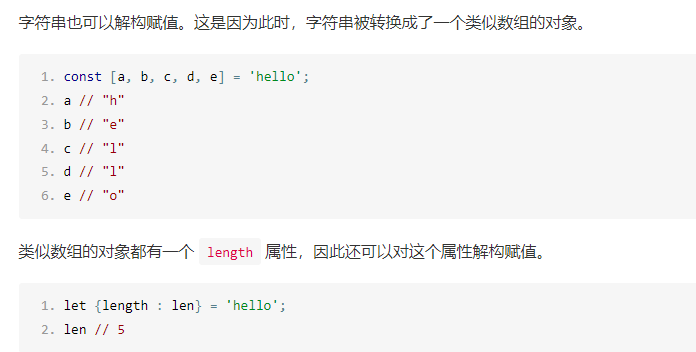 字符串也可以解构赋值。这是因为此时，字符串被转换成了一个类似数组的对象。
1. const [a, b, c, d, e] = 'hello';
2. a // "h"
3. b // "e"
4. c // "l"
5. d // "l"
6. e // "o"
类似数组的对象都有一个 length 属性，因此还可以对这个属性解构赋值。
1. let {length : len} = 'hello';
2. len // 5